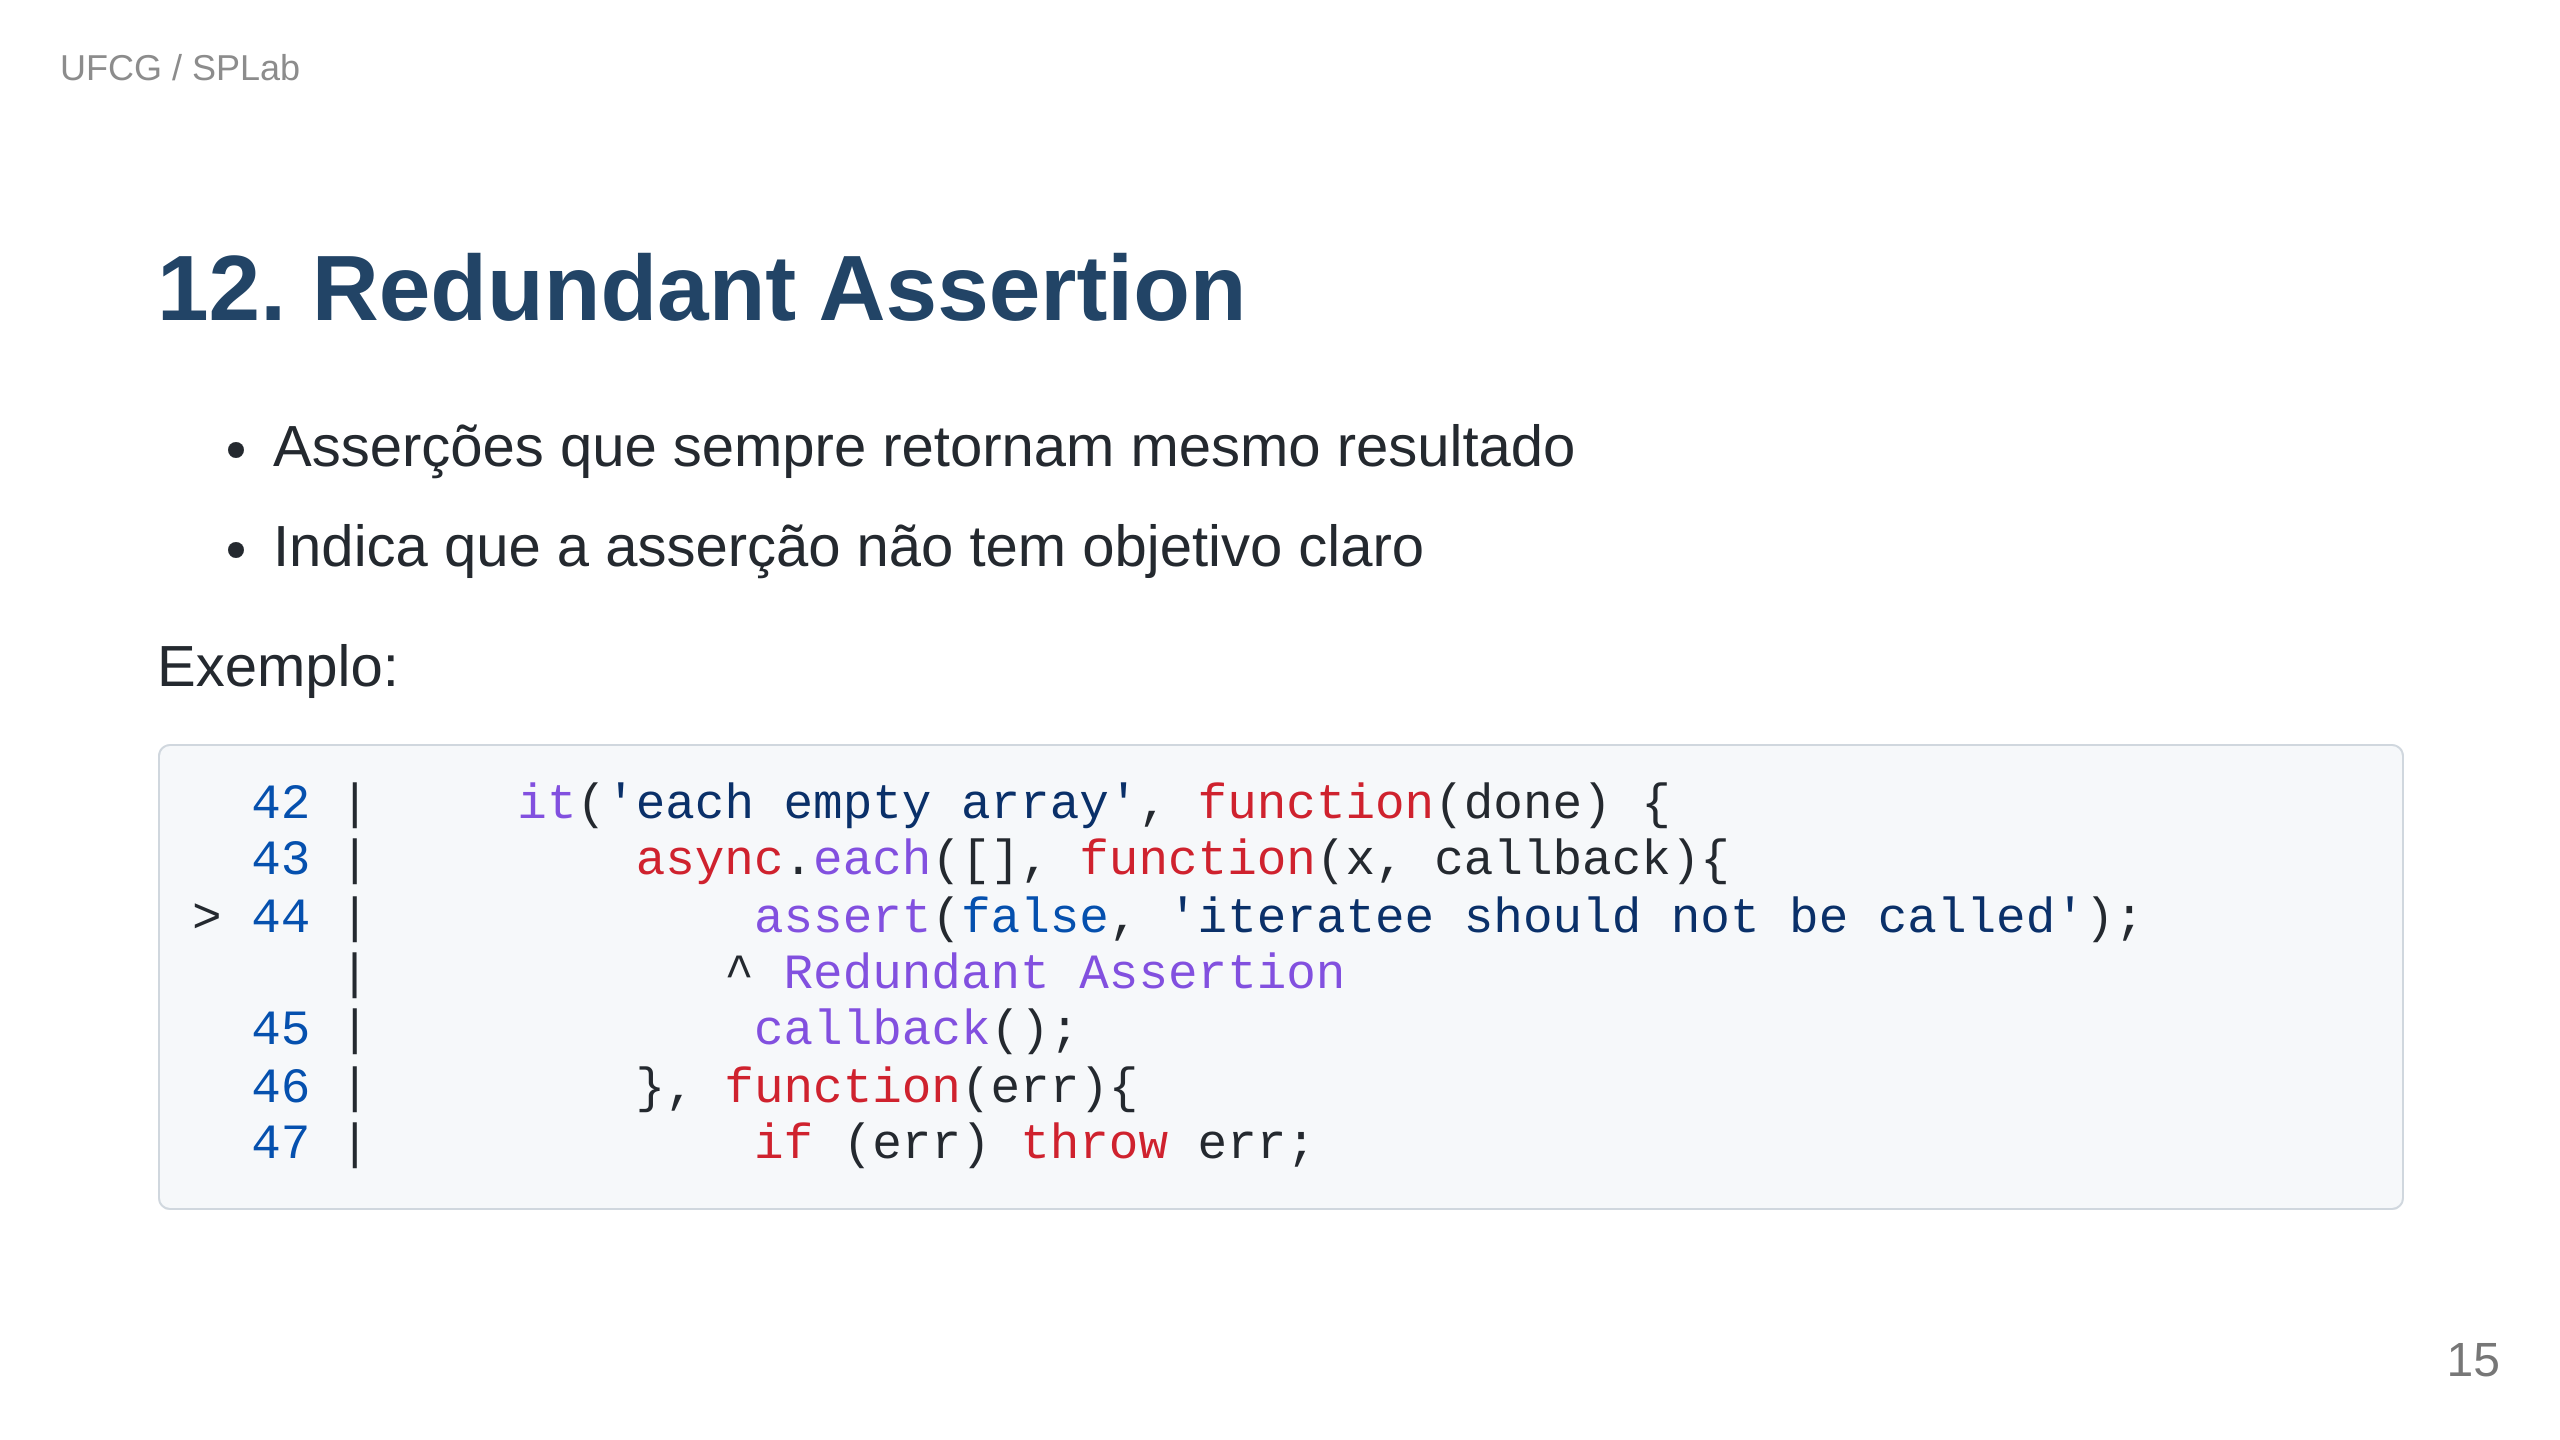 UFCG / SPLab
12. Redundant Assertion
• Asserções que sempre retornam mesmo resultado
• Indica que a asserção não tem objetivo claro
Exemplo:
  42 |     it('each empty array', function(done) {
  43 |         async.each([], function(x, callback){
> 44 |             assert(false, 'iteratee should not be called');
     |            ^ Redundant Assertion
  45 |             callback();
  46 |         }, function(err){
  47 |             if (err) throw err;
15